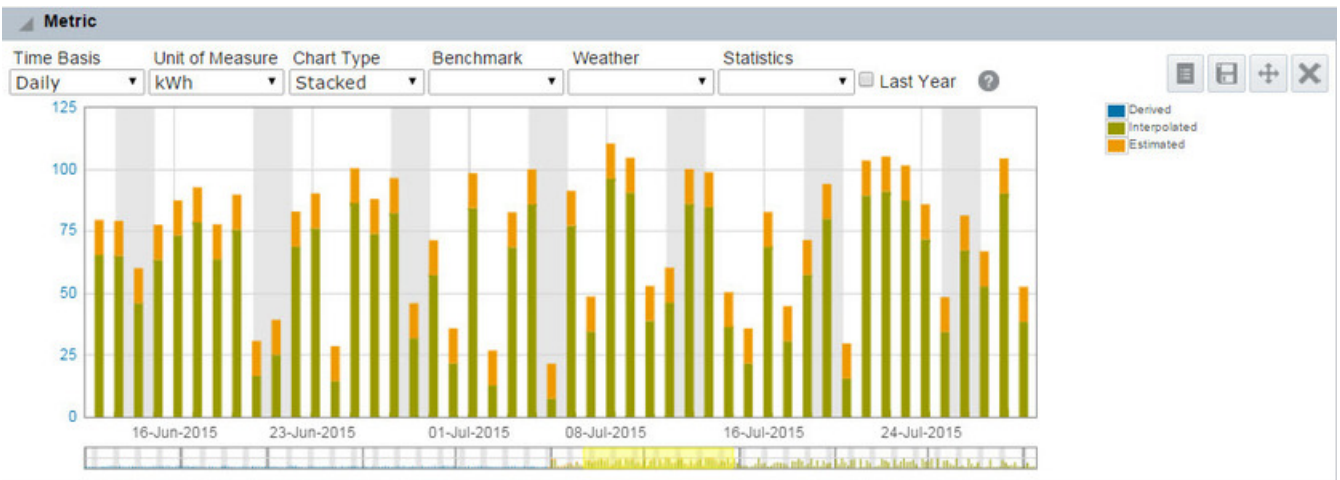 Metric
Time Basis Unit of Measure Chart Type Benchmark Weather Statistics
Daily kWh Stacked Last Year ?
125
Derived
Interpolated
Estimated
100
75
50
25
0
16-Jun-2015 23-Jun-2015 01-Jul-2015 08-Jul-2015 16-Jul-2015 24-Jul-2015